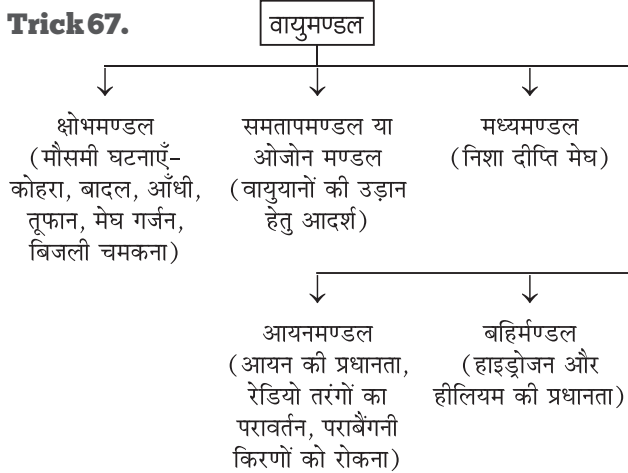 Trick 67.
वायुमण्डल
क्षोभमण्डल
(मौसमी घटनाएँ–
कोहरा, बादल, आँधी,
तूफान, मेघ गर्जन,
बिजली चमकना)
समतापमण्डल या
ओजोन मण्डल
(वायुयानों की उड़ान
हेतु आदर्श)
मध्यमण्डल
(निशा दीप्ति मेघ)
आयनमण्डल
(आयन की प्रधानता,
रेडियो तरंगों का
परावर्तन, पराबैंगनी
किरणों को रोकना)
बहिर्मण्डल
(हाइड्रोजन और
हीलियम की प्रधानता)